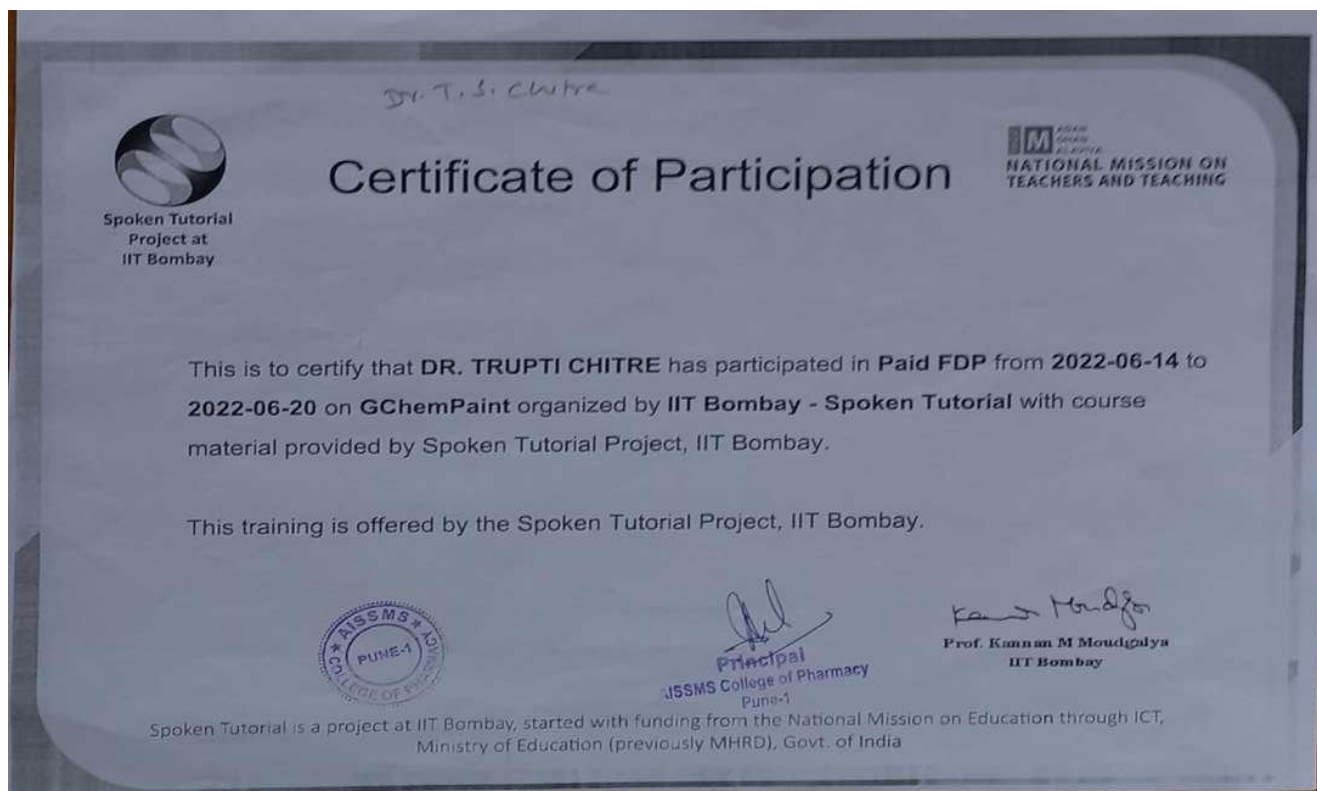 Dr. T. S. Chitre
Spoken Tutorial
Project at
IIT Bombay
Certificate of Participation
M
NATIONAL MISSION ON
TEACHERS AND TEACHING
This is to certify that DR. TRUPTI CHITRE has participated in Paid FDP from 2022-06-14 to
2022-06-20 on GChemPaint organized by IIT Bombay - Spoken Tutorial with course
material provided by Spoken Tutorial Project, IIT Bombay.
This training is offered by the Spoken Tutorial Project, IIT Bombay.
AISSMS
COLLEGE OF PHARMACY
PUNE-1
Principal
JSSMS College of Pharmacy
Pune-1
Prof. Kannan M Moudgalya
IIT Bombay
Spoken Tutorial is a project at IIT Bombay, started with funding from the National Mission on Education through ICT,
Ministry of Education (previously MHRD), Govt. of India